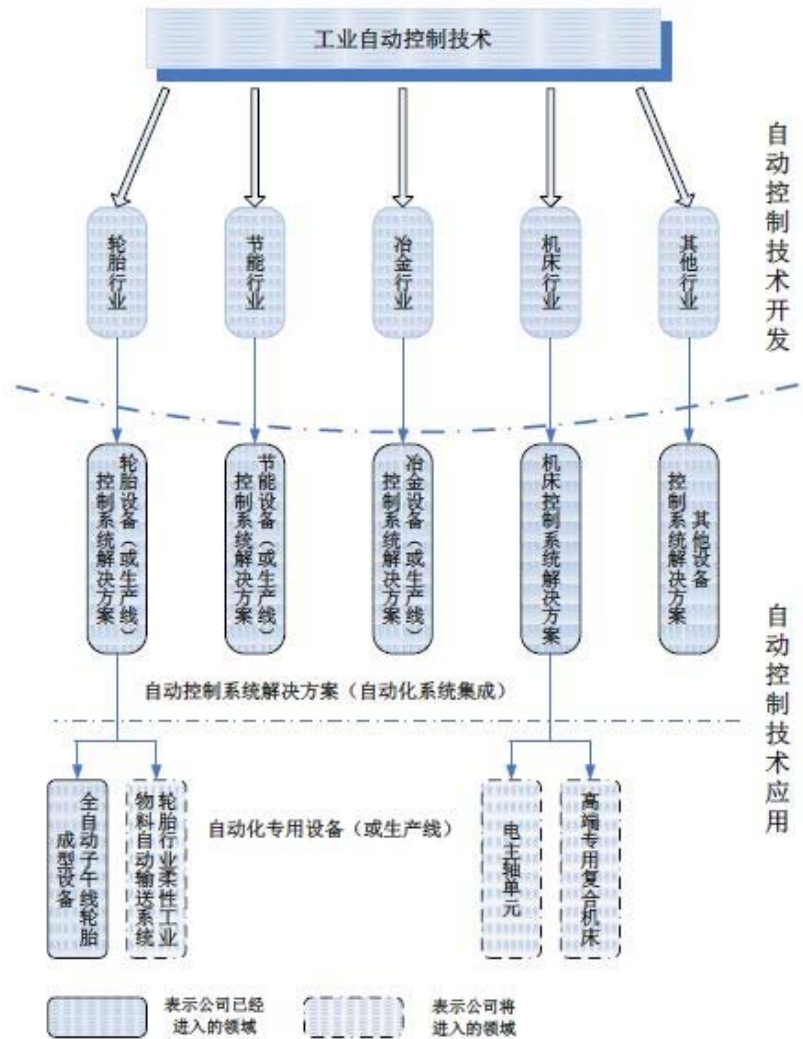 工业自动控制技术
自动控制技术开发
轮胎行业
节能行业
冶金行业
机床行业
其他行业
轮胎设备（或生产线）
控制系统解决方案
节能设备（或生产线）
控制系统解决方案
冶金设备（或生产线）
控制系统解决方案
机床控制系统解决方案
其他设备
控制系统解决方案
自动控制技术应用
自动控制系统解决方案（自动化系统集成）
全自动子午线轮胎
成型设备
轮胎行业柔性工业
物料自动输送系统
自动化专用设备（或生产线）
电主轴单元
高端专用复合机床
表示公司已经
进入的领域
表示公司将
进入的领域